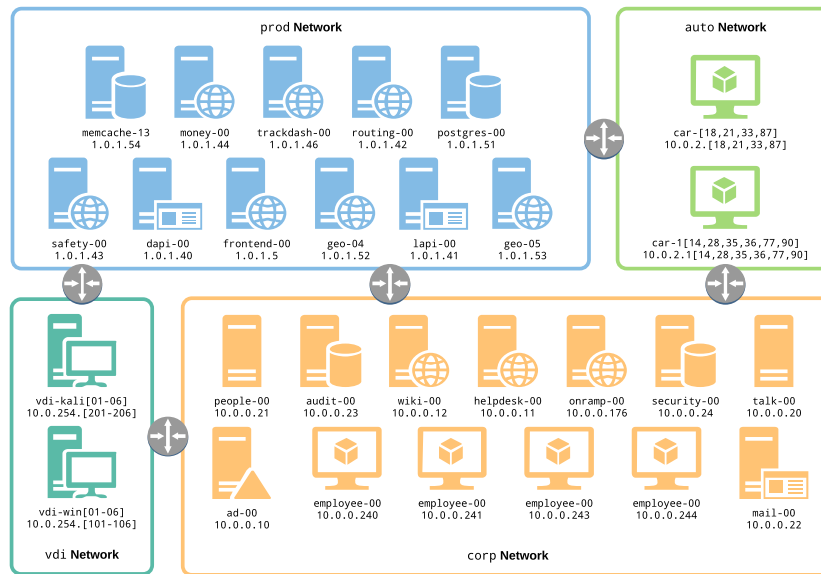 prod Network
memcache-13
1.0.1.54
money-00
1.0.1.44
trackdash-00
1.0.1.46
routing-00
1.0.1.42
postgres-00
1.0.1.51
safety-00
1.0.1.43
dapi-00
1.0.1.40
frontend-00
1.0.1.5
geo-04
1.0.1.52
lapi-00
1.0.1.41
geo-05
1.0.1.53
auto Network
car-[18,21,33,87]
10.0.2.[18,21,33,87]
car-1[14,28,35,36,77,90]
10.0.2.1[14,28,35,36,77,90]
vdi-kali[01-06]
10.0.254.[201-206]
vdi-win[01-06]
10.0.254.[101-106]
vdi Network
people-00
10.0.0.21
audit-00
10.0.0.23
wiki-00
10.0.0.12
helpdesk-00
10.0.0.11
onramp-00
10.0.0.176
security-00
10.0.0.24
talk-00
10.0.0.20
ad-00
10.0.0.10
employee-00
10.0.0.240
employee-00
10.0.0.241
employee-00
10.0.0.243
employee-00
10.0.0.244
mail-00
10.0.0.22
corp Network